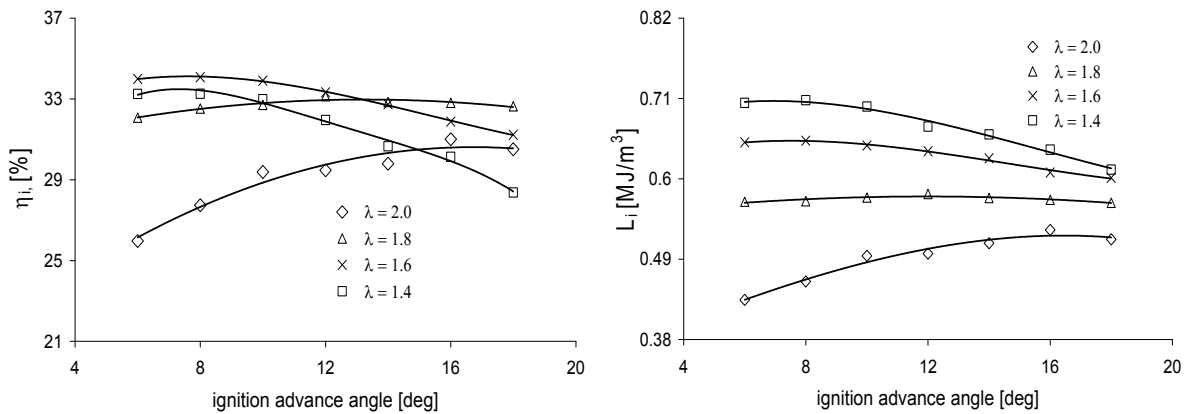 37
33
29
25
21
η i, [%]
λ = 2.0
λ = 1.8
λ = 1.6
λ = 1.4
4 8 12 16 20
ignition advance angle [deg]
0.82
0.71
0.6
0.49
0.38
L i [MJ/m³]
λ = 2.0
λ = 1.8
λ = 1.6
λ = 1.4
4 8 12 16 20
ignition advance angle [deg]